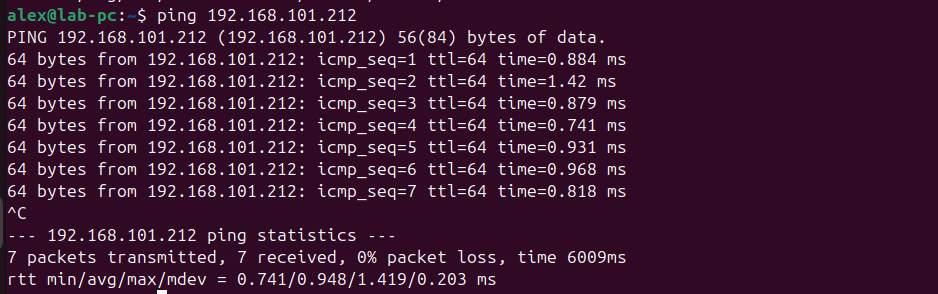 alex@lab-pc:~$ ping 192.168.101.212
PING 192.168.101.212 (192.168.101.212) 56(84) bytes of data.
64 bytes from 192.168.101.212: icmp_seq=1 ttl=64 time=0.884 ms
64 bytes from 192.168.101.212: icmp_seq=2 ttl=64 time=1.42 ms
64 bytes from 192.168.101.212: icmp_seq=3 ttl=64 time=0.879 ms
64 bytes from 192.168.101.212: icmp_seq=4 ttl=64 time=0.741 ms
64 bytes from 192.168.101.212: icmp_seq=5 ttl=64 time=0.931 ms
64 bytes from 192.168.101.212: icmp_seq=6 ttl=64 time=0.968 ms
64 bytes from 192.168.101.212: icmp_seq=7 ttl=64 time=0.818 ms
^C
--- 192.168.101.212 ping statistics ---
7 packets transmitted, 7 received, 0% packet loss, time 6009ms
rtt min/avg/max/mdev = 0.741/0.948/1.419/0.203 ms